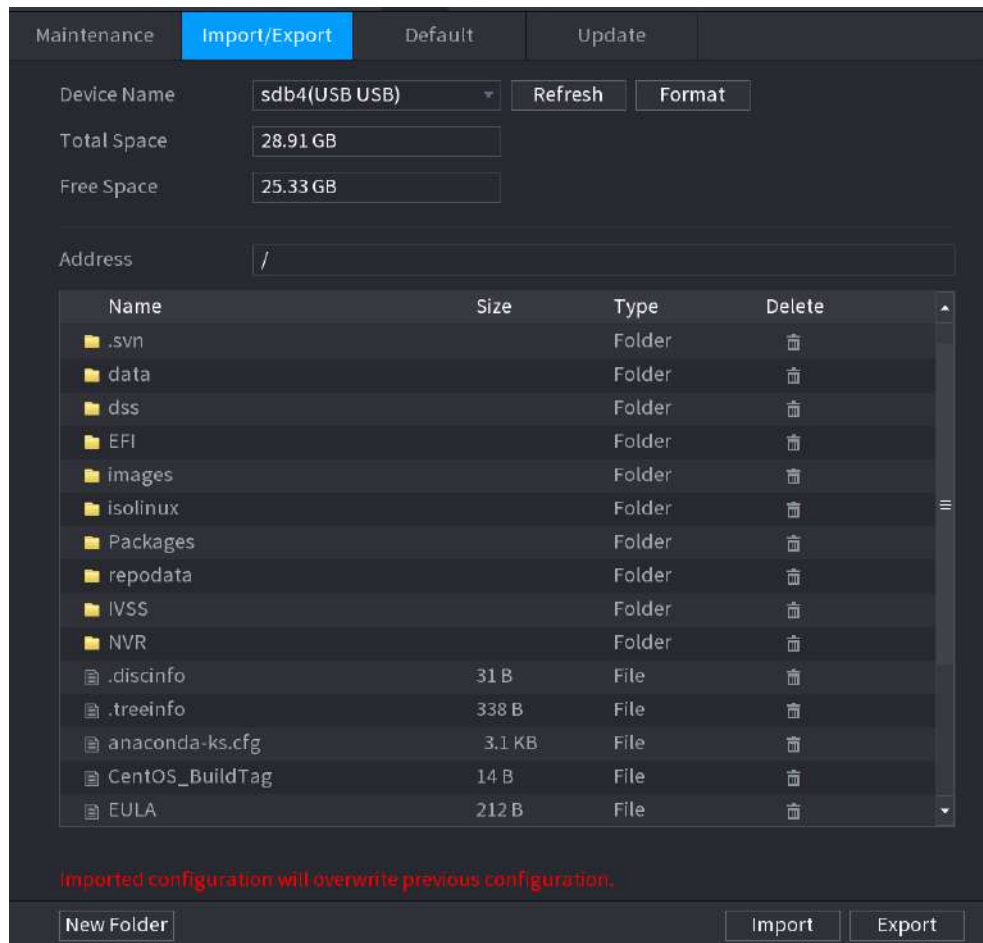 Maintenance Import/Export Default Update
Device Name sdb4(USB USB) Refresh Format
Total Space 28.91 GB
Free Space 25.33 GB
Address /
Name Size Type Delete
.svn Folder
data Folder
dss Folder
EFI Folder
images Folder
isolinux Folder
Packages Folder
repodata Folder
IVSS Folder
NVR Folder
.discinfo 31 B File
.treeinfo 338 B File
anaconda-ks.cfg 3.1 KB File
CentOS_BuildTag 14 B File
EULA 212 B File
Imported configuration will overwrite previous configuration.
New Folder Import Export